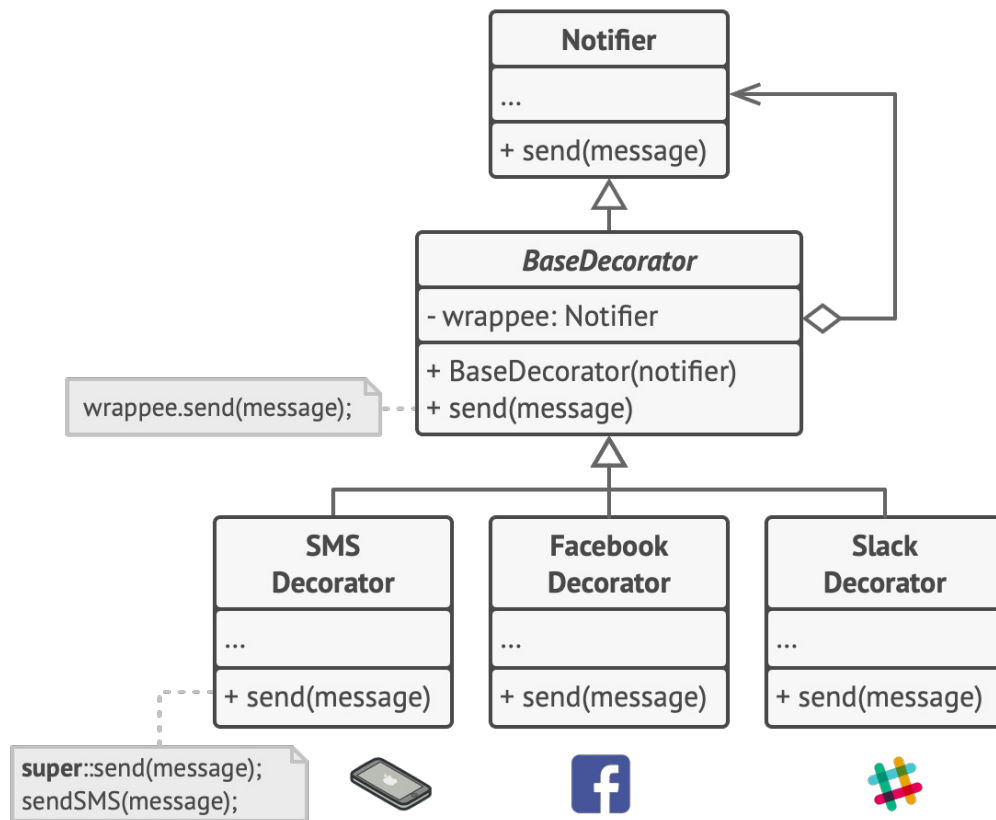 Notifier
...
+ send(message)
BaseDecorator
- wrappee: Notifier
+ BaseDecorator(notifier)
+ send(message)
wrappee.send(message);
SMS
Decorator
...
+ send(message)
Facebook
Decorator
...
+ send(message)
Slack
Decorator
...
+ send(message)
super::send(message);
sendSMS(message);